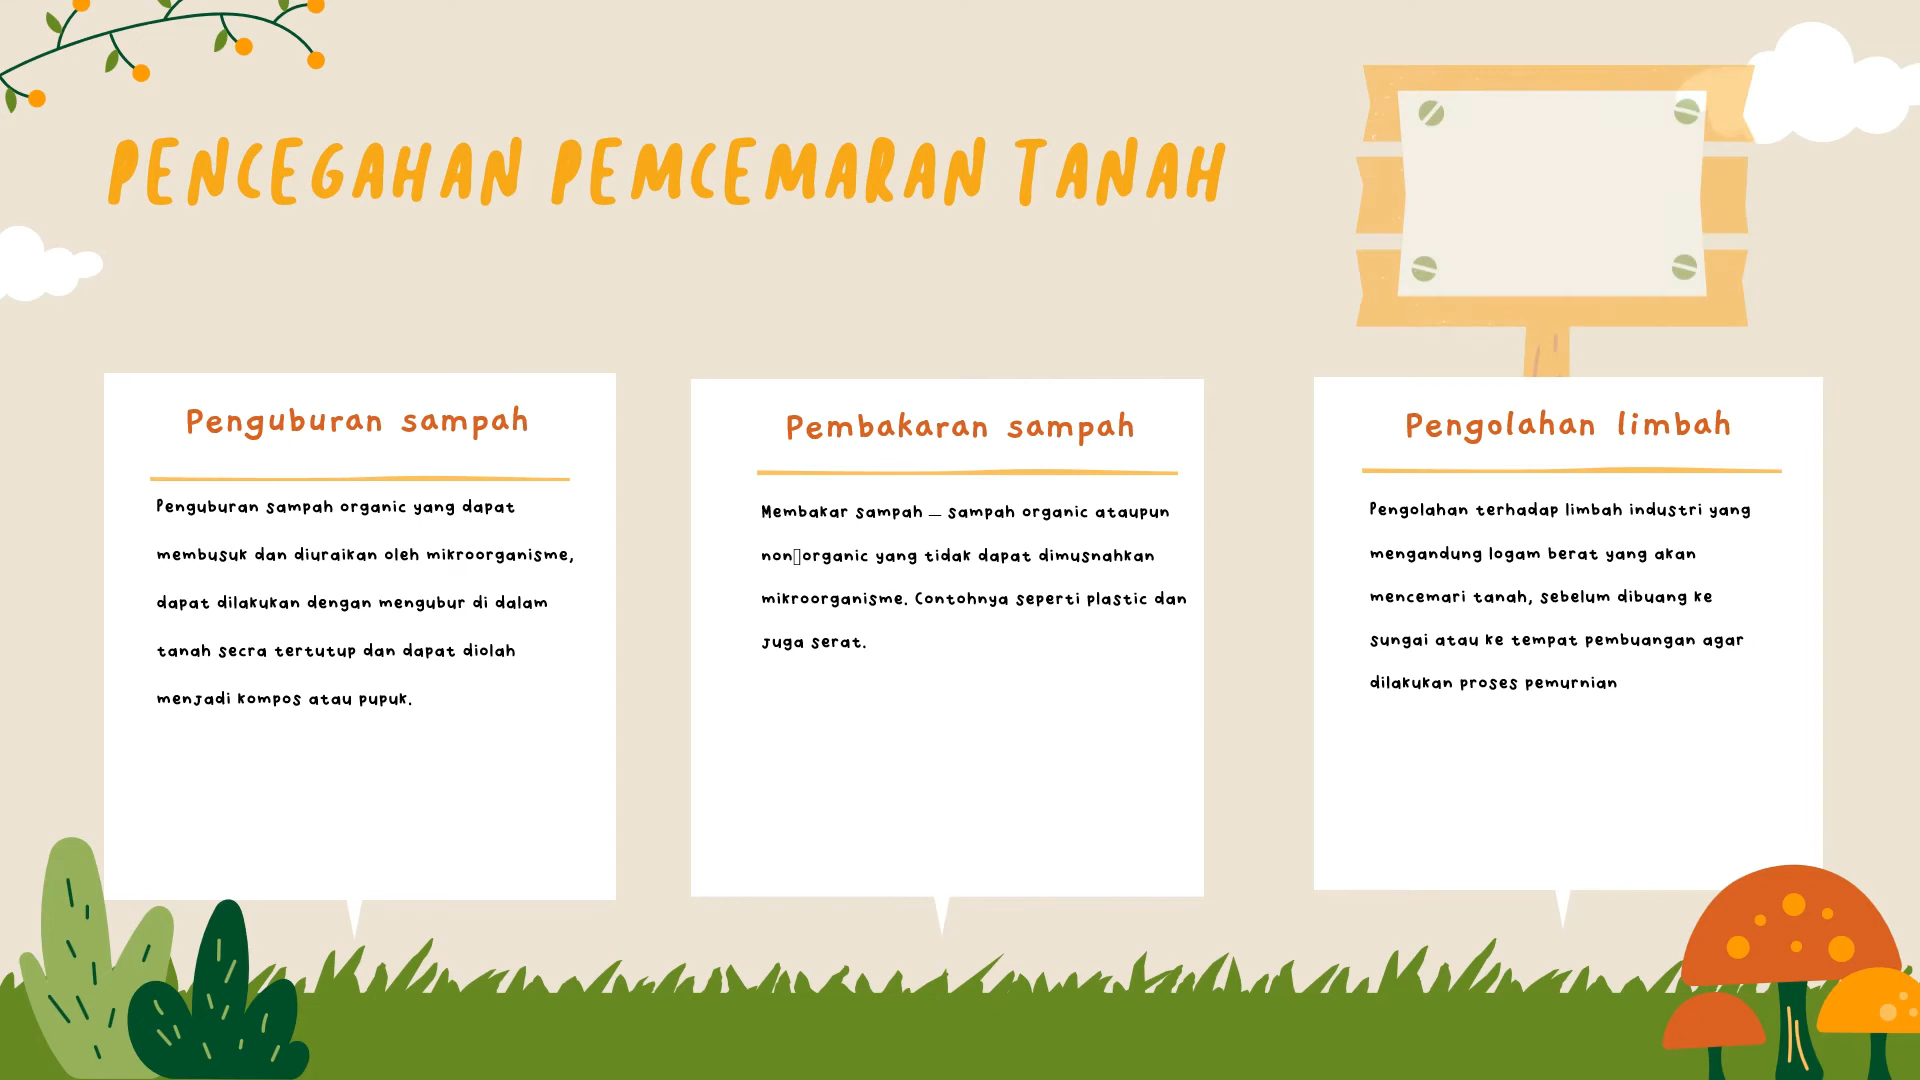 PENCEGAHAN PEMCEMARAN TANAH
Penguburan sampah
Penguburan sampah organic yang dapat
membusuk dan diuraikan oleh mikroorganisme,
dapat dilakukan dengan mengubur di dalam
tanah secra tertutup dan dapat diolah
menjadi kompos atau pupuk.
Pembakaran sampah
Membakar sampah – sampah organic ataupun
non▯organic yang tidak dapat dimusnahkan
mikroorganisme. Contohnya seperti plastic dan
juga serat.
Pengolahan limbah
Pengolahan terhadap limbah industri yang
mengandung logam berat yang akan
mencemari tanah, sebelum dibuang ke
sungai atau ke tempat pembuangan agar
dilakukan proses pemurnian